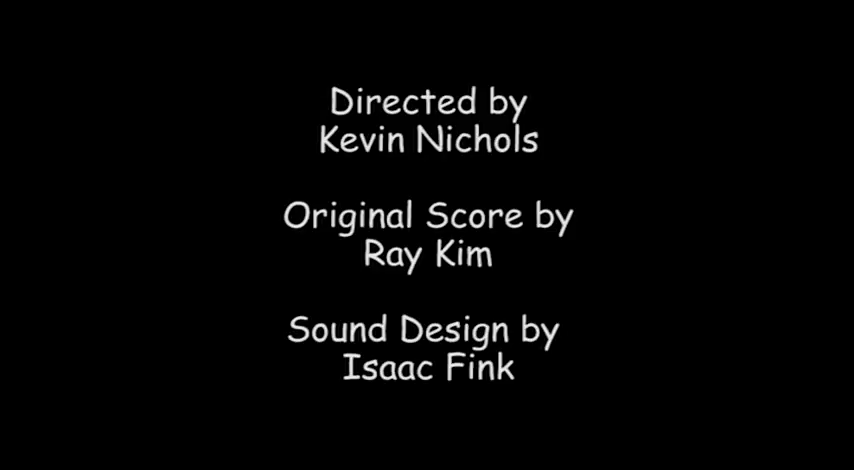 Directed by
Kevin Nichols
Original Score by
Ray Kim
Sound Design by
Isaac Fink